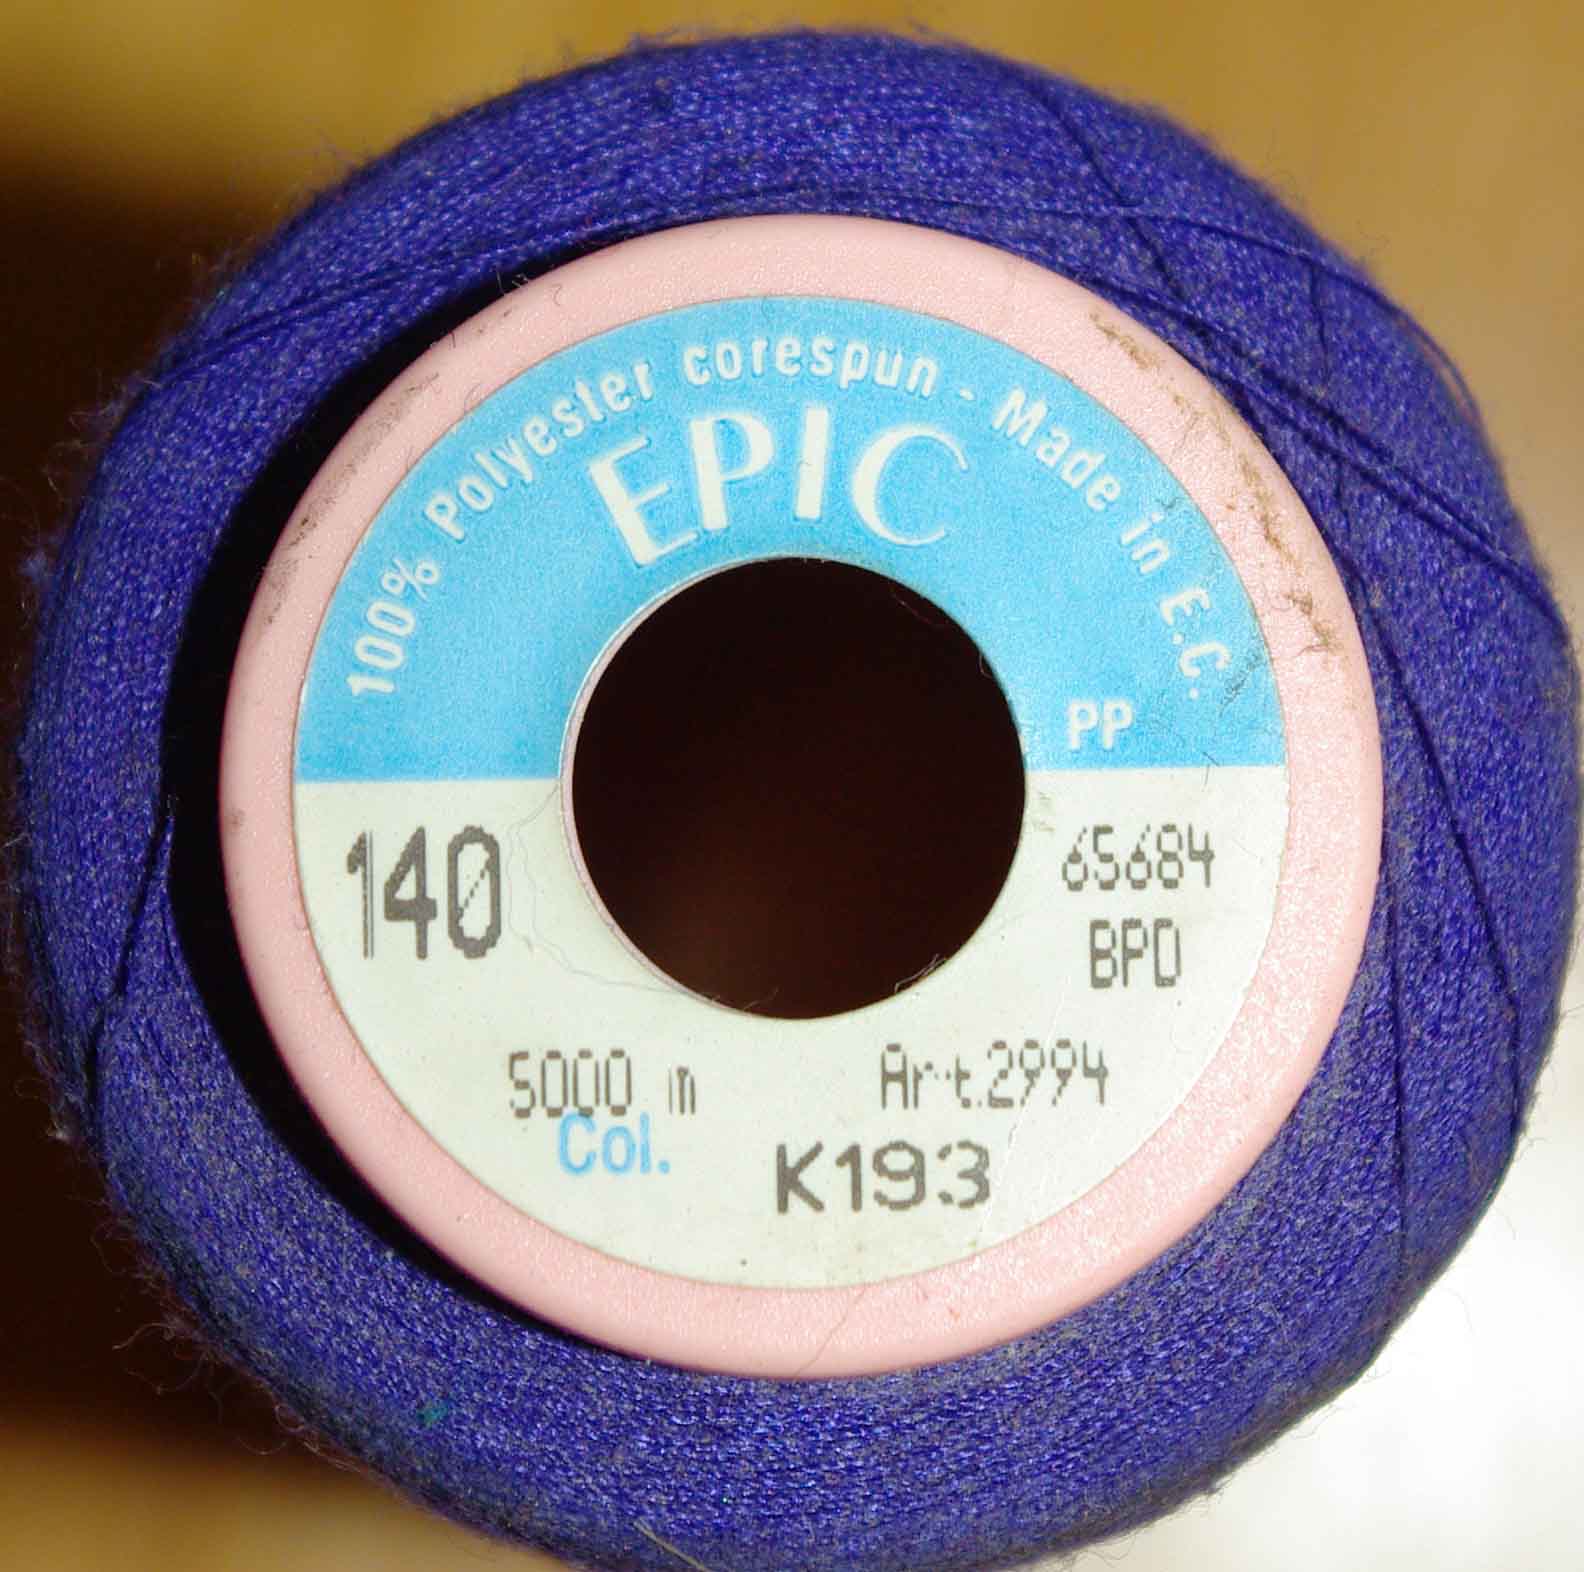 100% Polyester corespun - Made in E.C.
EPIC
PP
140
65684
BPD
5000 m
Art.2994
Col.
K193